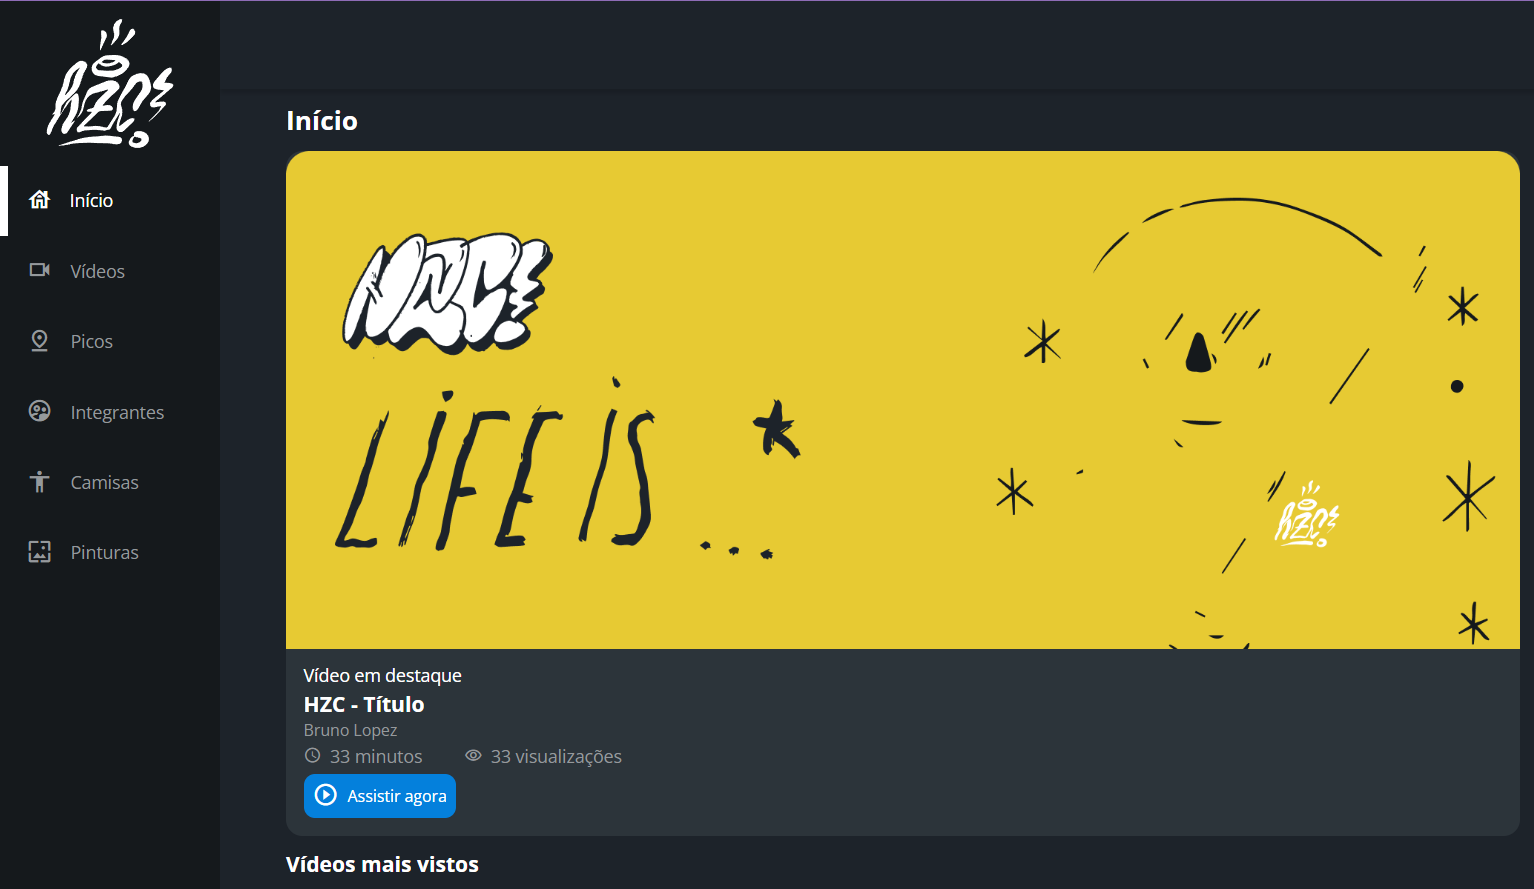 HZC!
Início
Vídeos
Picos
Integrantes
Camisas
Pinturas
Início
HZC!
LIFE IS ...
HZC!
Vídeo em destaque
HZC - Título
Bruno Lopez
33 minutos
33 visualizações
Assistir agora
Vídeos mais vistos